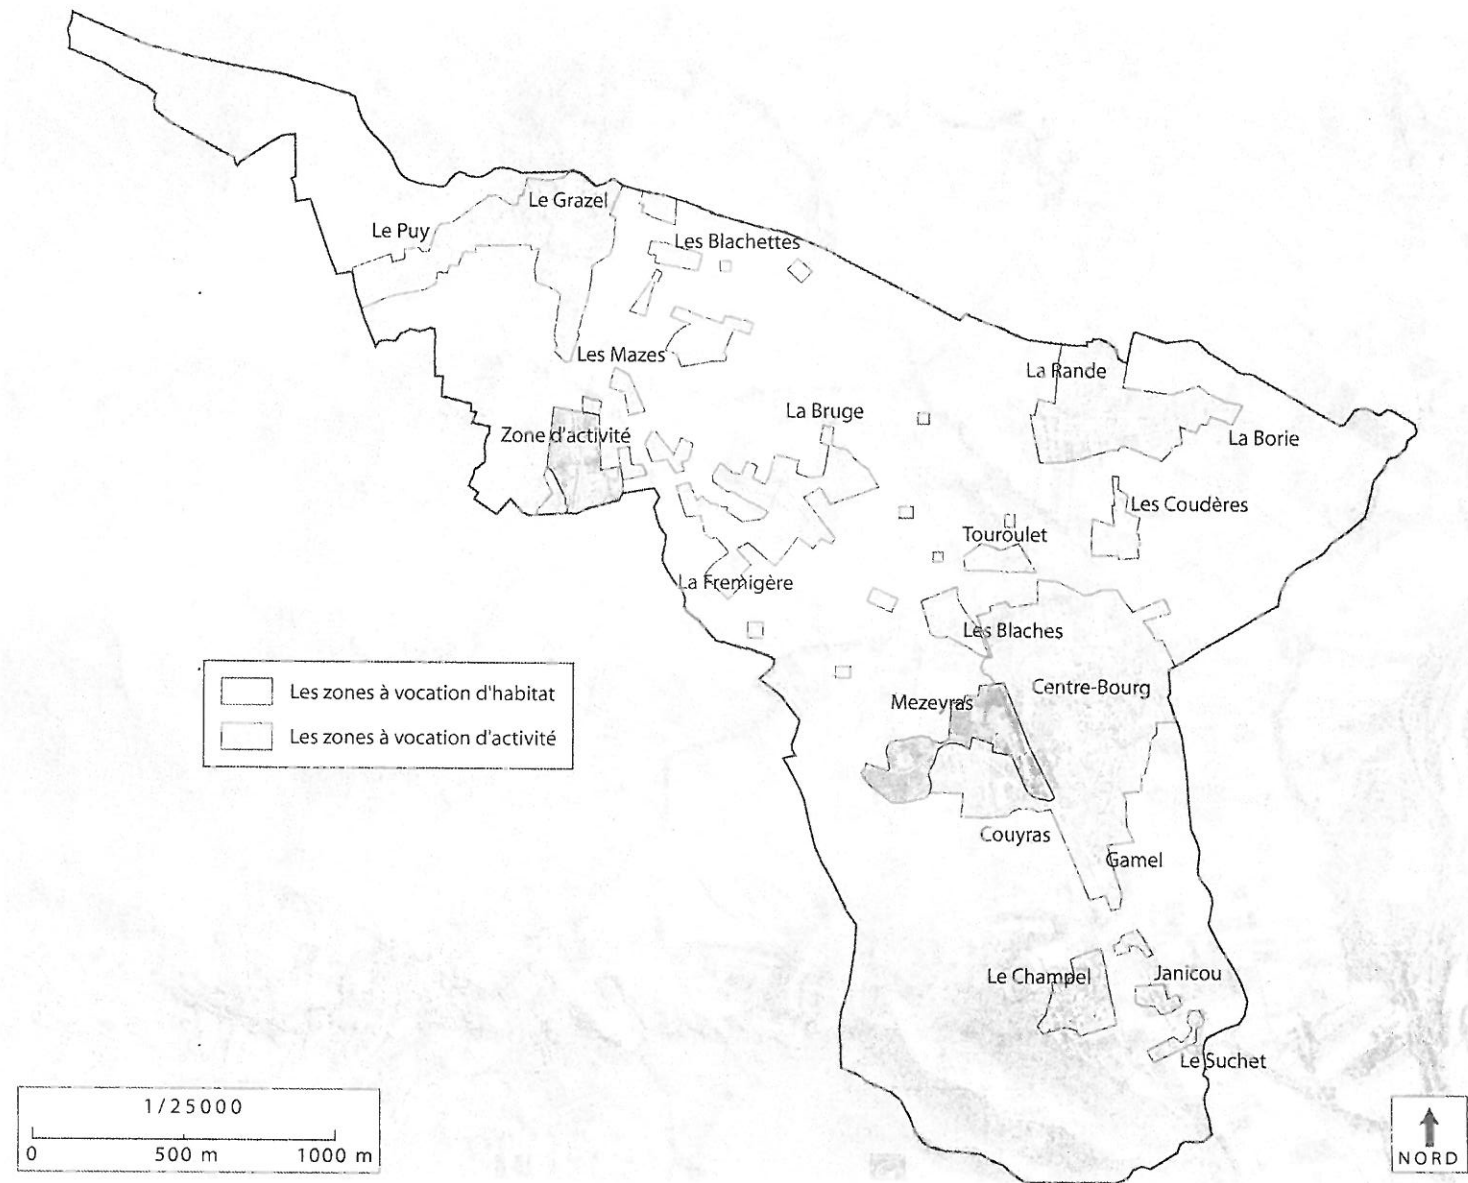 Le Grazel
Le Puy
Les Blachettes
Les Mazes
La Rande
La Bruge
Zone d'activité
La Borie
Les Coudères
Touroulet
La Fremigère
Les Blaches
Les zones à vocation d'habitat
Centre-Bourg
Mezeyras
Les zones à vocation d'activité
Couyras
Gamel
Le Champel
Janicou
Le Suchet
1/25000
0 500 m 1000 m
NORD